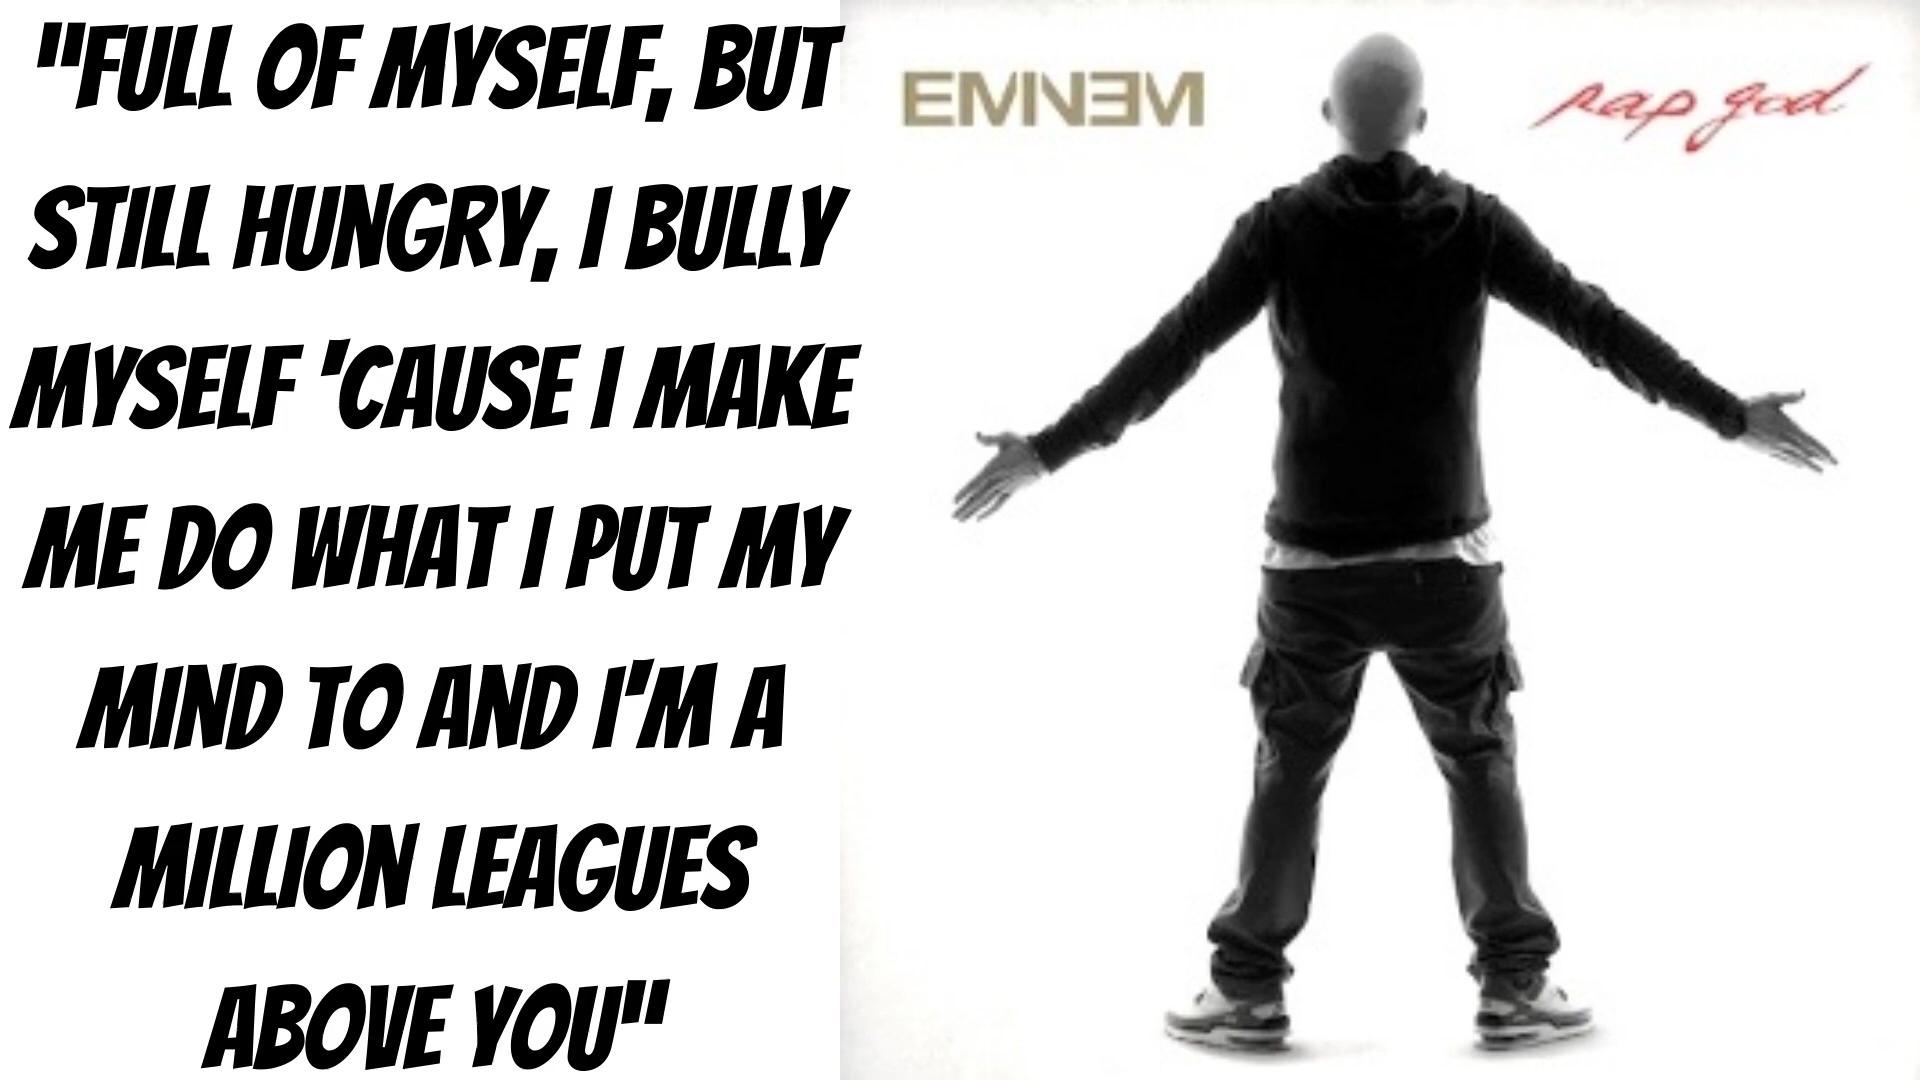 "FULL OF MYSELF, BUT
STILL HUNGRY, I BULLY
MYSELF 'CAUSE I MAKE
ME DO WHAT I PUT MY
MIND TO AND I'M A
MILLION LEAGUES
ABOVE YOU"
EMINEM
rap god